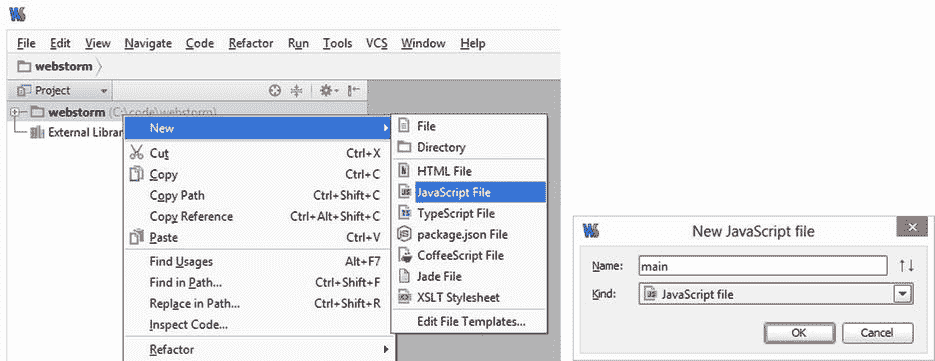 WS
File Edit View Navigate Code Refactor Run Tools VCS Window Help
webstorm
Project
webstorm (C:\code\webstorm)
External Librar
New
Cut Ctrl+X
Copy Ctrl+C
Copy Path Ctrl+Shift+C
Copy Reference Ctrl+Alt+Shift+C
Paste Ctrl+V
Find Usages Alt+F7
Find in Path... Ctrl+Shift+F
Replace in Path... Ctrl+Shift+R
Inspect Code...
Refactor
File
Directory
HTML File
JavaScript File
TypeScript File
package.json File
CoffeeScript File
Jade File
XSLT Stylesheet
Edit File Templates...
WS
New JavaScript file
Name: main
Kind: JavaScript file
OK Cancel